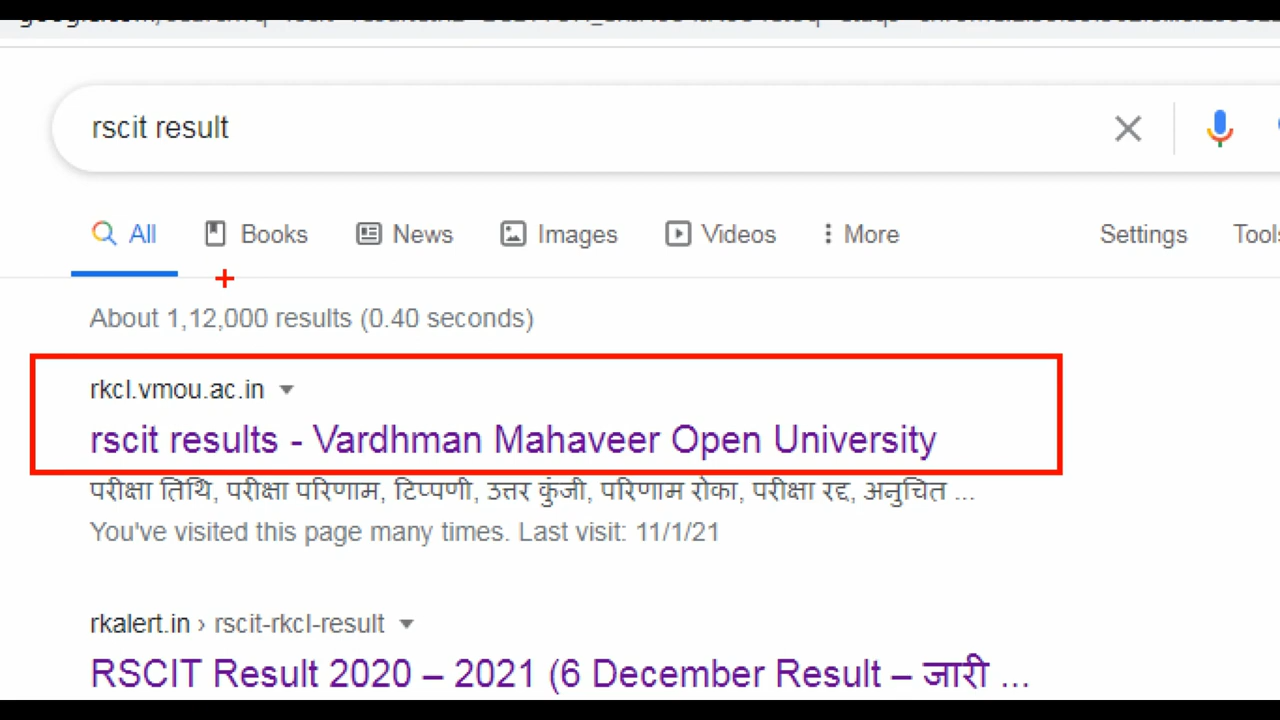 rscit result
All Books News Images Videos More Settings Tools
About 1,12,000 results (0.40 seconds)
rkcl.vmou.ac.in
rscit results - Vardhman Mahaveer Open University
परीक्षा तिथि, परीक्षा परिणाम, टिप्पणी, उत्तर कुंजी, परिणाम रोका, परीक्षा रद्द, अनुचित ...
You've visited this page many times. Last visit: 11/1/21
rkalert.in › rscit-rkcl-result
RSCIT Result 2020 – 2021 (6 December Result – जारी ...